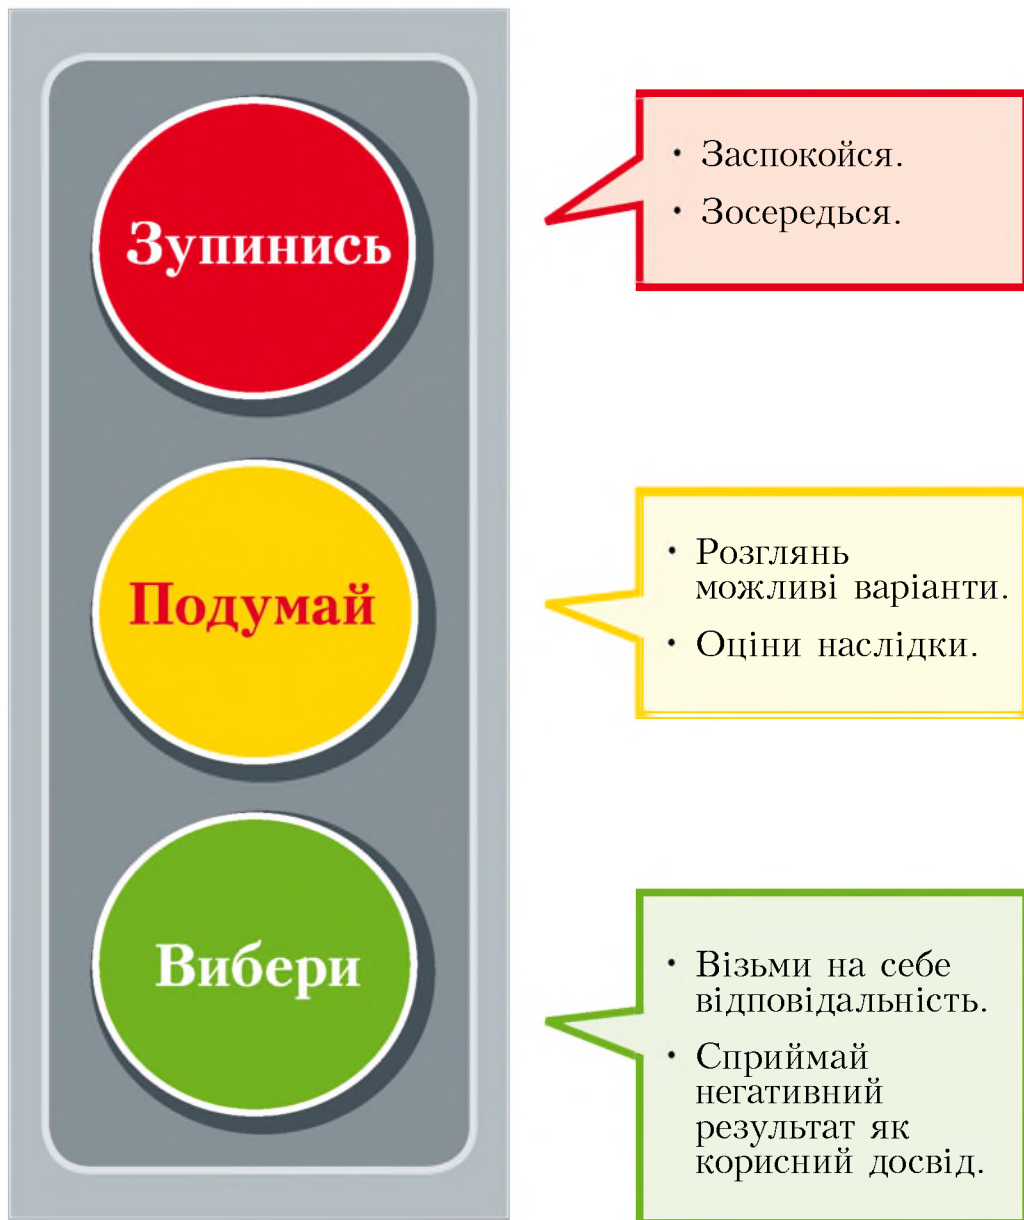 Зупинись
• Заспокойся.
• Зосередься.
Подумай
• Розглянь
можливі варіанти.
• Оціни наслідки.
Вибери
• Візьми на себе
відповідальність.
• Сприймай
негативний
результат як
корисний досвід.